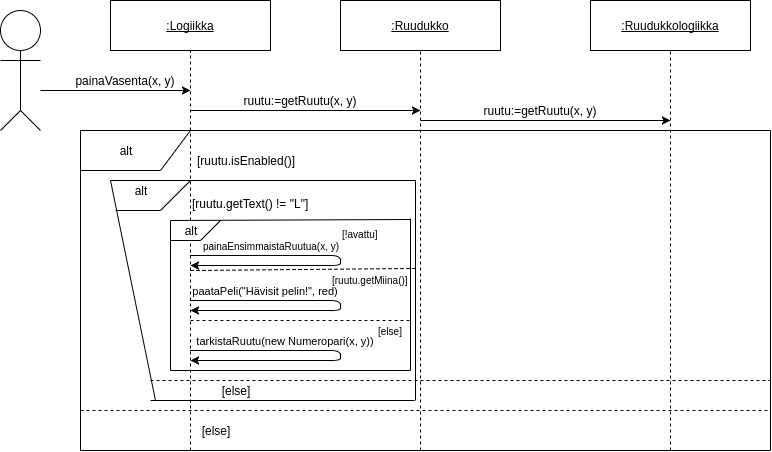 :Logiikka
:Ruudukko
:Ruudukkologiikka
painaVasenta(x, y)
ruutu:=getRuutu(x, y)
ruutu:=getRuutu(x, y)
alt
[ruutu.isEnabled()]
alt
[ruutu.getText() != "L"]
alt
[!avattu]
painaEnsimmaistaRuutua(x, y)
[ruutu.getMiina()]
paataPeli("Hävisit pelin!", red)
[else]
tarkistaRuutu(new Numeropari(x, y))
[else]
[else]